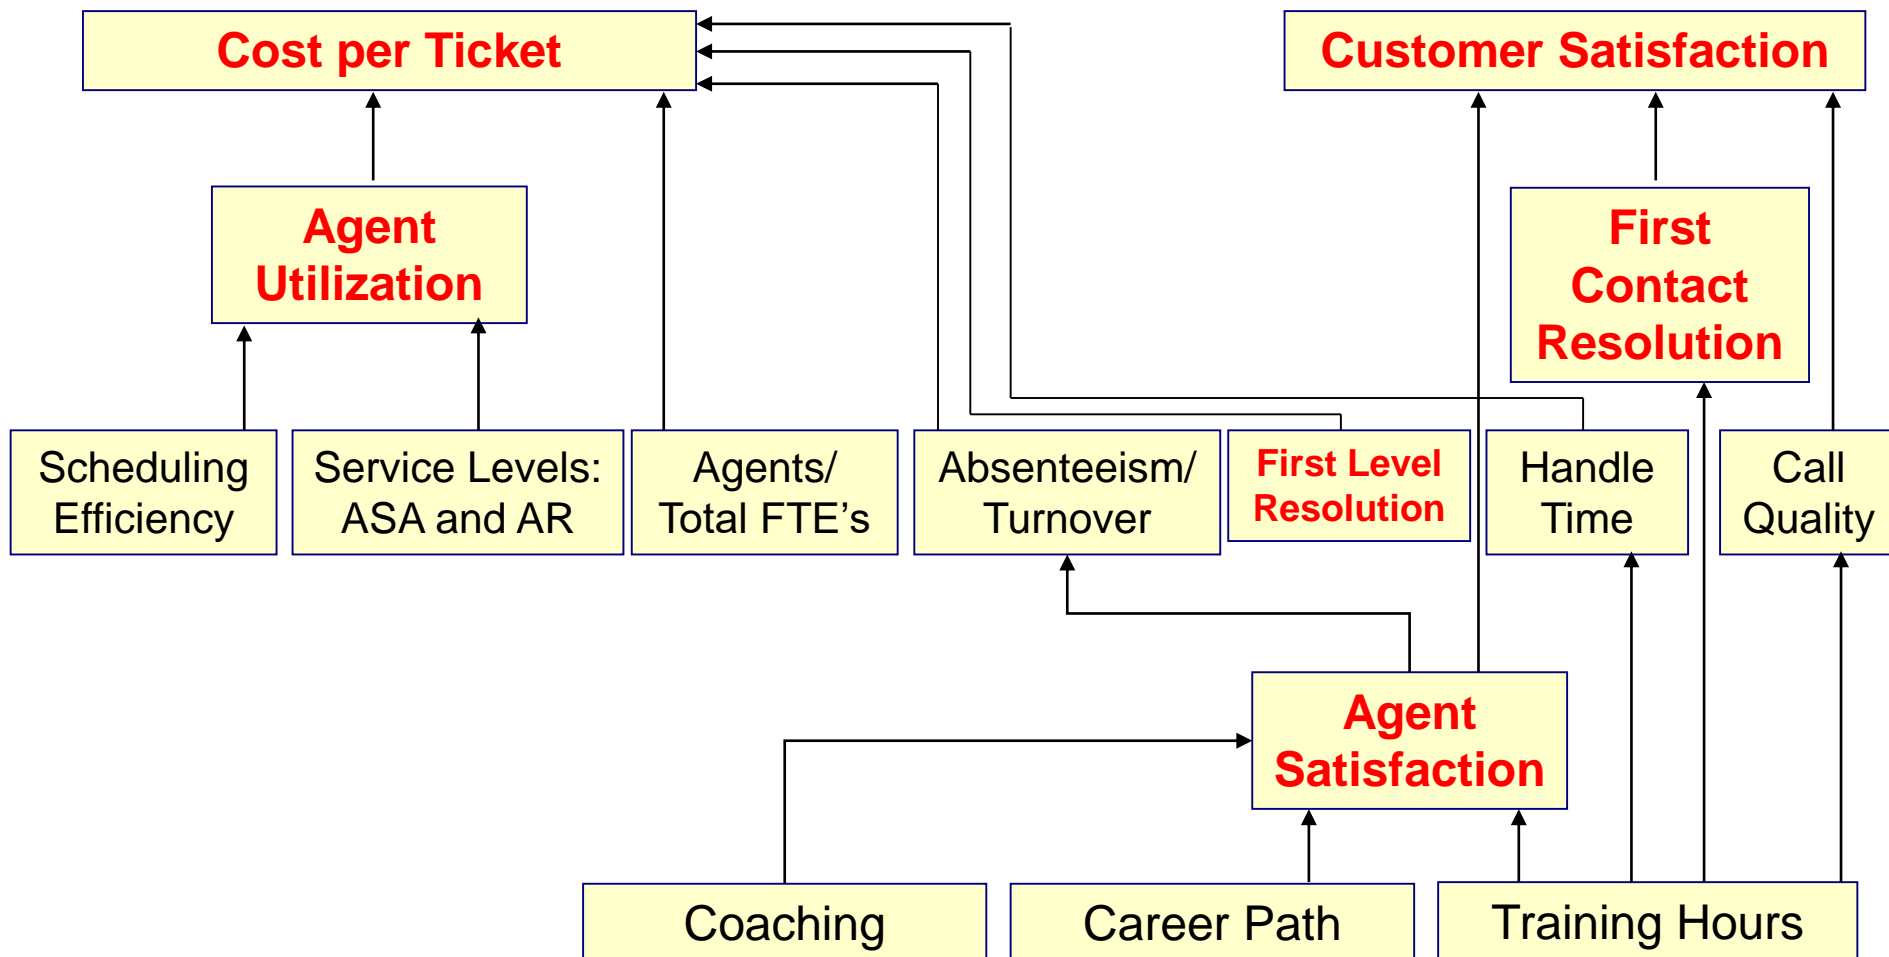 Cost per Ticket
Customer Satisfaction
Agent
Utilization
First
Contact
Resolution
Scheduling
Efficiency
Service Levels:
ASA and AR
Agents/
Total FTE’s
Absenteeism/
Turnover
First Level
Resolution
Handle
Time
Call
Quality
Agent
Satisfaction
Coaching
Career Path
Training Hours